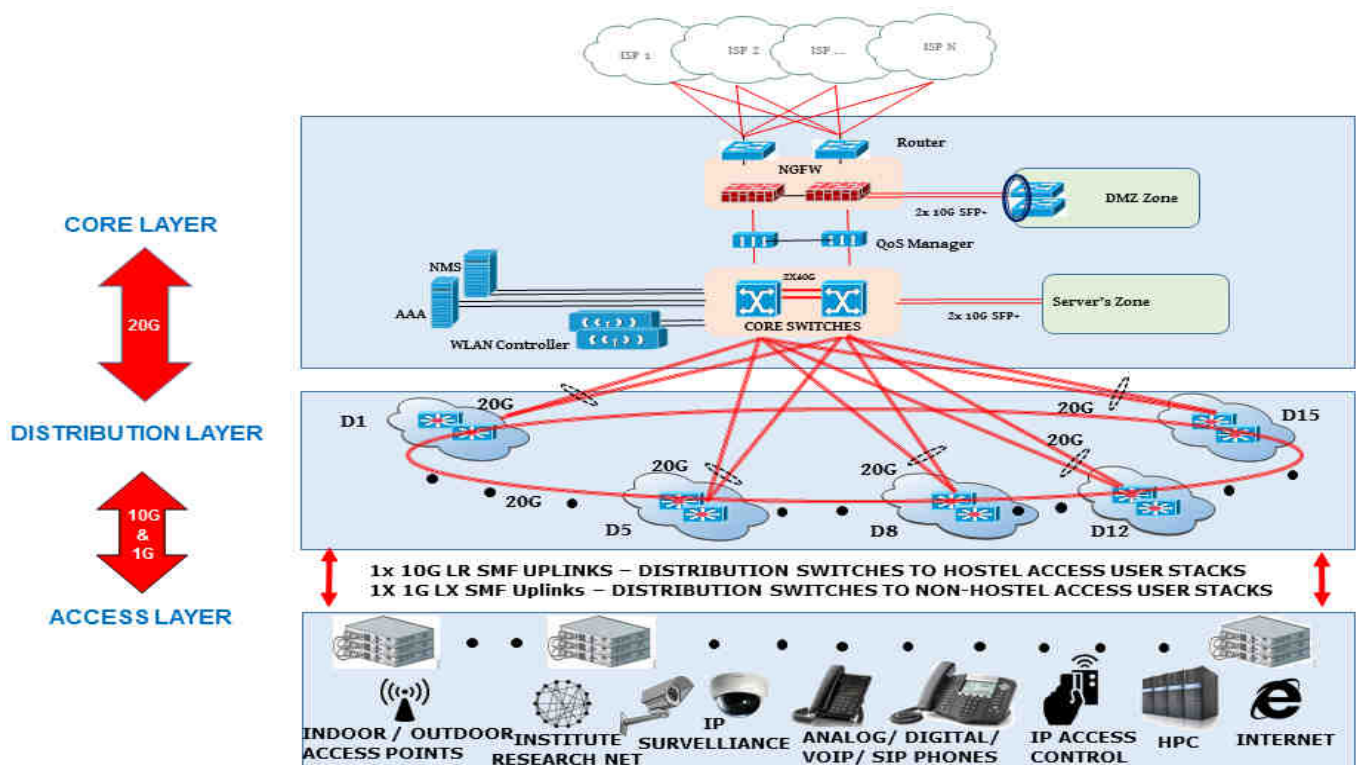 ISP 1
ISP 2
ISP ...
ISP N
Router
NGFW
2x 10G SFP+
DMZ Zone
CORE LAYER
QoS Manager
NMS
2X40G
20G
AAA
Server's Zone
2x 10G SFP+
CORE SWITCHES
WLAN Controller
D1
20G
20G
D15
DISTRIBUTION LAYER
20G
20G
20G
20G
D5
D8
D12
10G
&
1G
1x 10G LR SMF UPLINKS – DISTRIBUTION SWITCHES TO HOSTEL ACCESS USER STACKS
1X 1G LX SMF Uplinks – DISTRIBUTION SWITCHES TO NON-HOSTEL ACCESS USER STACKS
ACCESS LAYER
INDOOR / OUTDOOR
ACCESS POINTS
INSTITUTE
RESEARCH NET
IP
SURVELLIANCE
ANALOG/ DIGITAL/
VOIP/ SIP PHONES
IP ACCESS
CONTROL
HPC
INTERNET